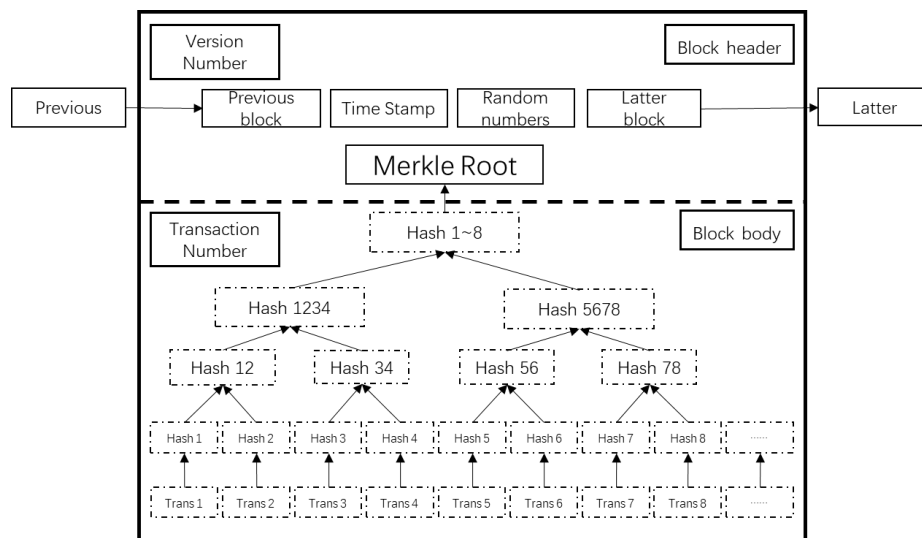 Version
Number
Block header
Previous
Previous
block
Time Stamp
Random
numbers
Latter
block
Latter
Merkle Root
Transaction
Number
Hash 1~8
Block body
Hash 1234
Hash 5678
Hash 12
Hash 34
Hash 56
Hash 78
Hash 1
Hash 2
Hash 3
Hash 4
Hash 5
Hash 6
Hash 7
Hash 8
......
Trans 1
Trans 2
Trans 3
Trans 4
Trans 5
Trans 6
Trans 7
Trans 8
......